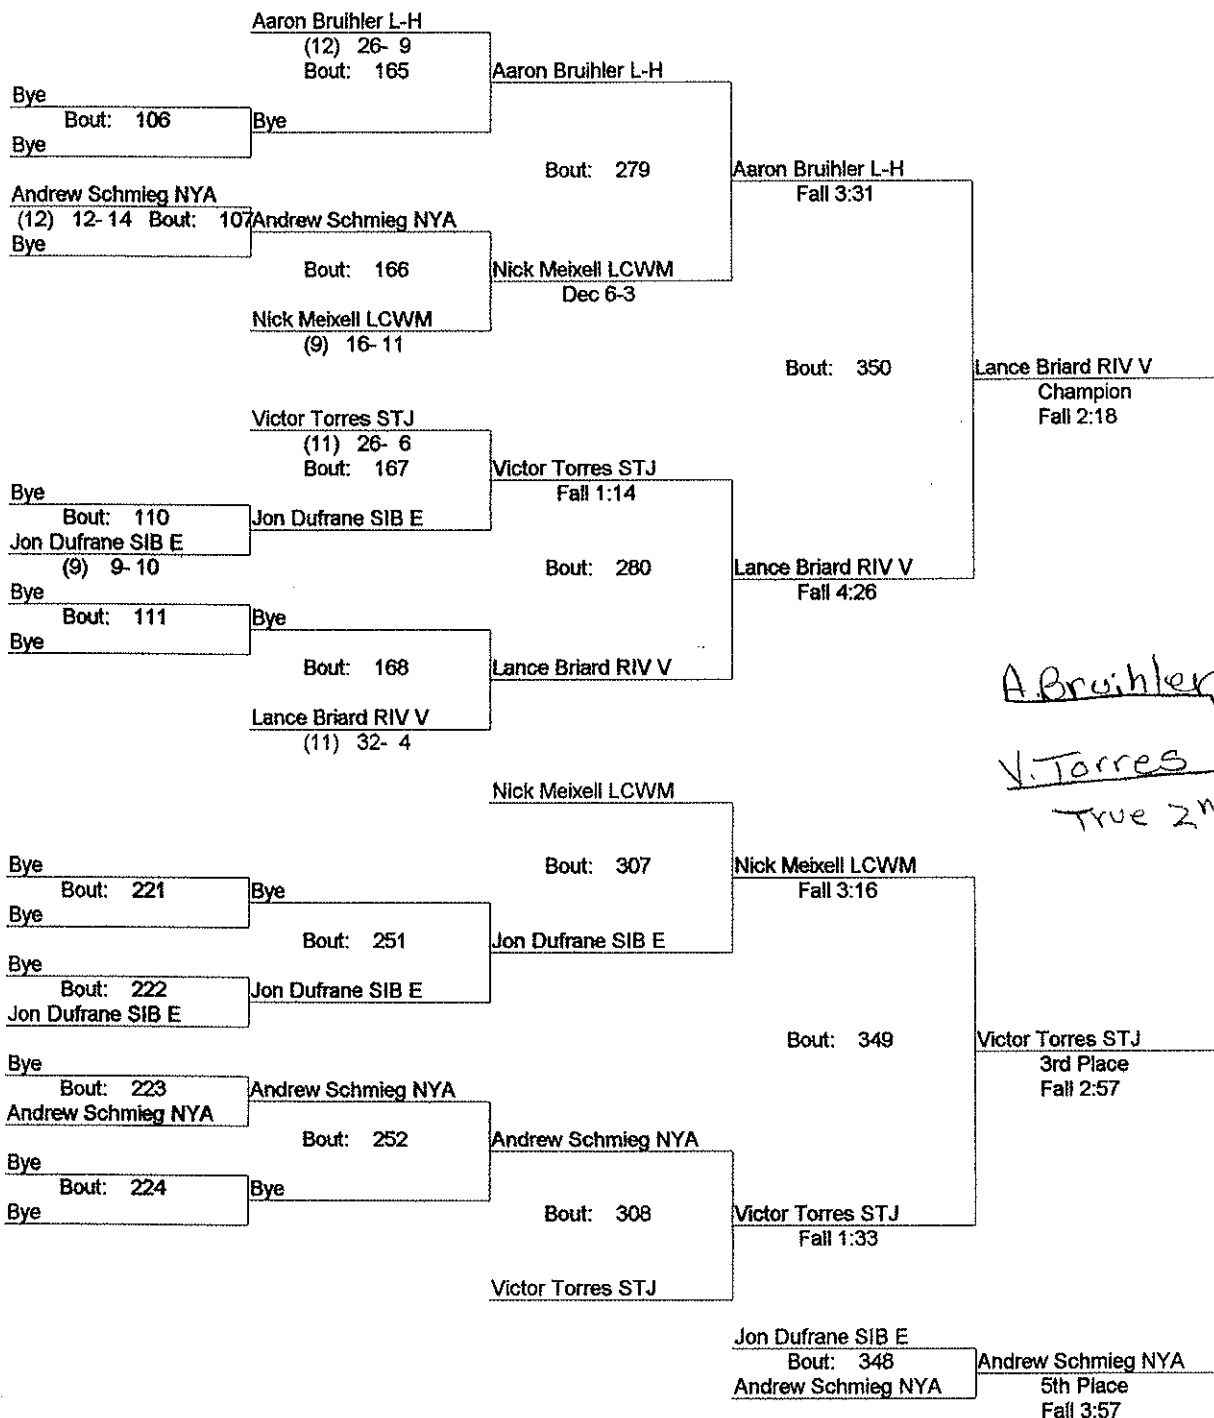 Aaron Bruihler L-H
(12) 26- 9
Bout: 165
Aaron Bruihler L-H
Bye
Bout: 106
Bye
Bye
Bout: 279
Aaron Bruihler L-H
Fall 3:31
Andrew Schmieg NYA
(12) 12- 14 Bout: 107
Andrew Schmieg NYA
Bye
Bout: 166
Nick Meixell LCWM
Dec 6-3
Nick Meixell LCWM
(9) 16- 11
Bout: 350
Lance Briard RIV V
Champion
Fall 2:18
Victor Torres STJ
(11) 26- 6
Bout: 167
Victor Torres STJ
Fall 1:14
Bye
Bout: 110
Jon Dufrane SIB E
Jon Dufrane SIB E
(9) 9- 10
Bout: 280
Lance Briard RIV V
Fall 4:26
Bye
Bout: 111
Bye
Bye
Bout: 168
Lance Briard RIV V
Lance Briard RIV V
(11) 32- 4
A. Bruihler
V. Torres
True 2n
Nick Meixell LCWM
Bout: 307
Nick Meixell LCWM
Fall 3:16
Bye
Bout: 221
Bye
Bye
Bout: 251
Jon Dufrane SIB E
Bye
Bout: 222
Jon Dufrane SIB E
Jon Dufrane SIB E
Bout: 349
Victor Torres STJ
3rd Place
Fall 2:57
Bye
Bout: 223
Andrew Schmieg NYA
Andrew Schmieg NYA
Bout: 252
Andrew Schmieg NYA
Bye
Bout: 224
Bye
Bye
Bout: 308
Victor Torres STJ
Fall 1:33
Victor Torres STJ
Jon Dufrane SIB E
Bout: 348
Andrew Schmieg NYA
Andrew Schmieg NYA
5th Place
Fall 3:57